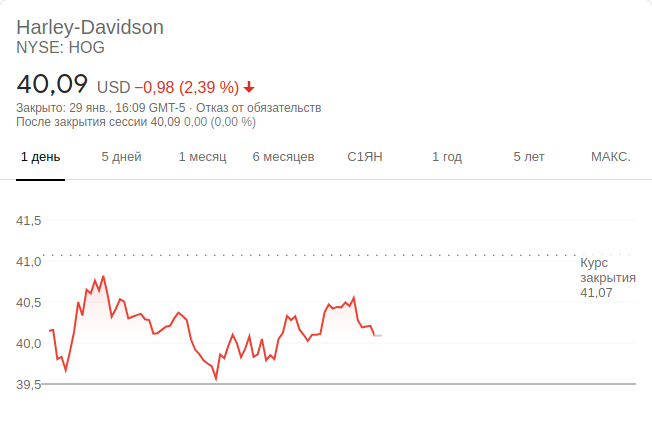 Harley-Davidson
NYSE: HOG
40,09 USD −0,98 (2,39 %)
Закрыто: 29 янв., 16:09 GMT-5 · Отказ от обязательств
После закрытия сессии 40,09 0,00 (0,00 %)
1 день 5 дней 1 месяц 6 месяцев С1ЯН 1 год 5 лет МАКС.
41,5
41,0
40,5
40,0
39,5
Курс
закрытия
41,07